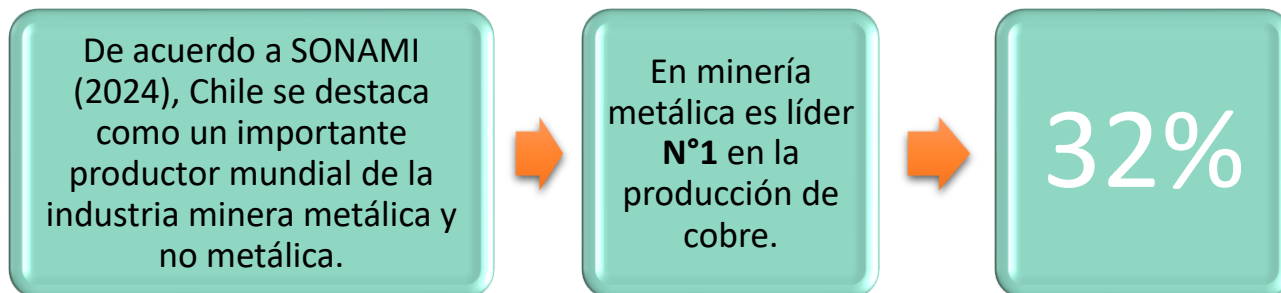 De acuerdo a SONAMI
(2024), Chile se destaca
como un importante
productor mundial de la
industria minera metálica y
no metálica.
En minería
metálica es líder
N°1 en la
producción de
cobre.
32%